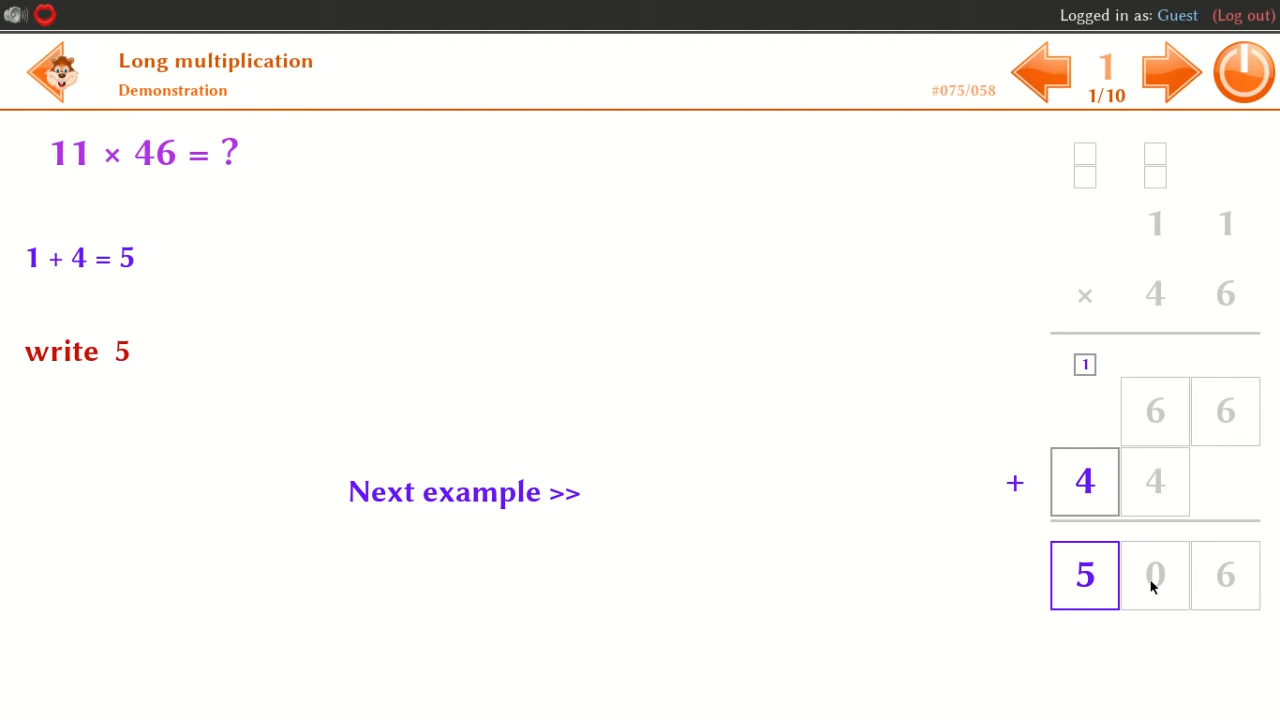 Logged in as: Guest (Log out)
Long multiplication
Demonstration
#075/058
1
1/10
11 × 46 = ?
1 + 4 = 5
write 5
Next example >>
1 1
× 4 6
1
6 6
+ 4 4
5 0 6